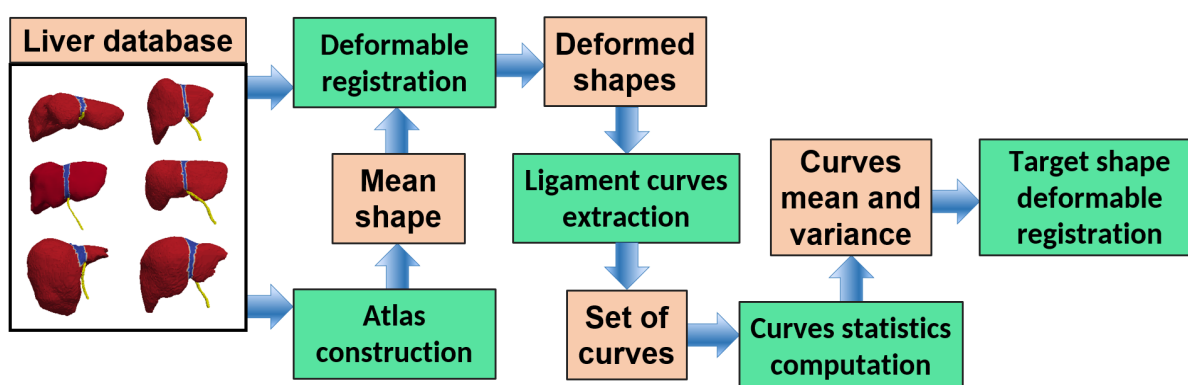 Liver database
Deformable
registration
Deformed
shapes
Mean
shape
Ligament curves
extraction
Curves
mean and
variance
Target shape
deformable
registration
Atlas
construction
Set of
curves
Curves statistics
computation